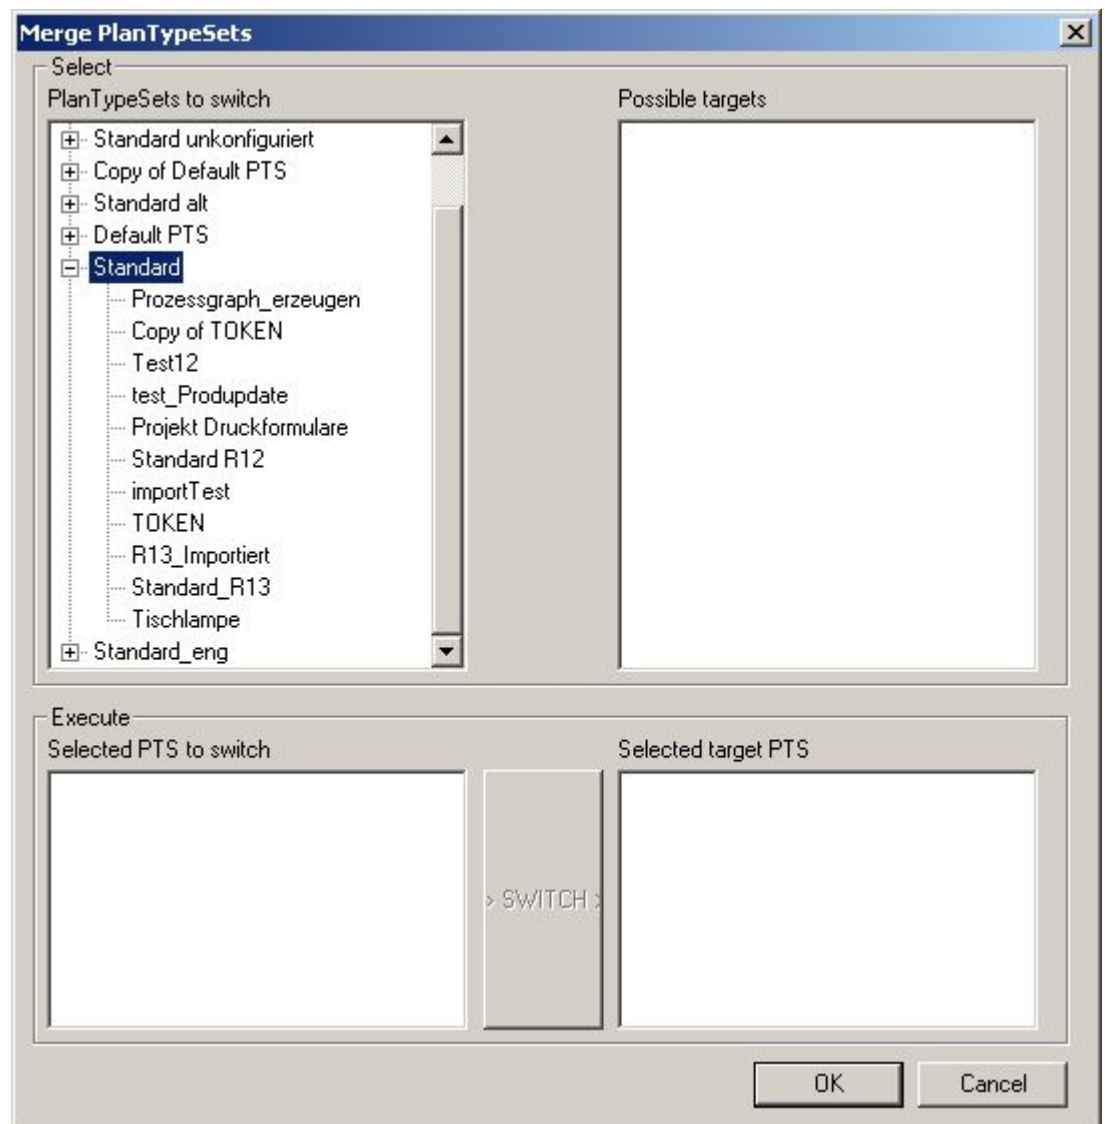 Merge PlanTypeSets
Select
PlanTypeSets to switch
Possible targets
Standard unkonfiguriert
Copy of Default PTS
Standard alt
Default PTS
Standard
Prozessgraph_erzeugen
Copy of TOKEN
Test12
test_Produpdate
Projekt Druckformulare
Standard R12
importTest
TOKEN
R13_Importiert
Standard_R13
Tischlampe
Standard_eng
Execute
Selected PTS to switch
Selected target PTS
> SWITCH >
OK
Cancel